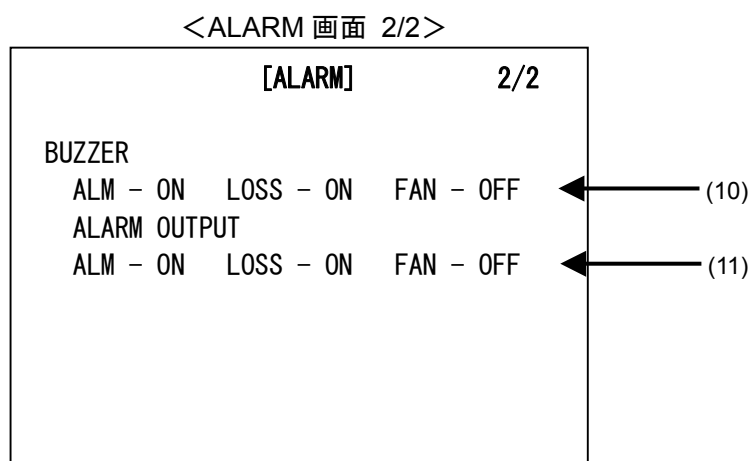 ＜ALARM 画面 2/2＞
[ALARM] 2/2
BUZZER
ALM － ON LOSS － ON FAN － OFF (10)
ALARM OUTPUT
ALM － ON LOSS － ON FAN － OFF (11)